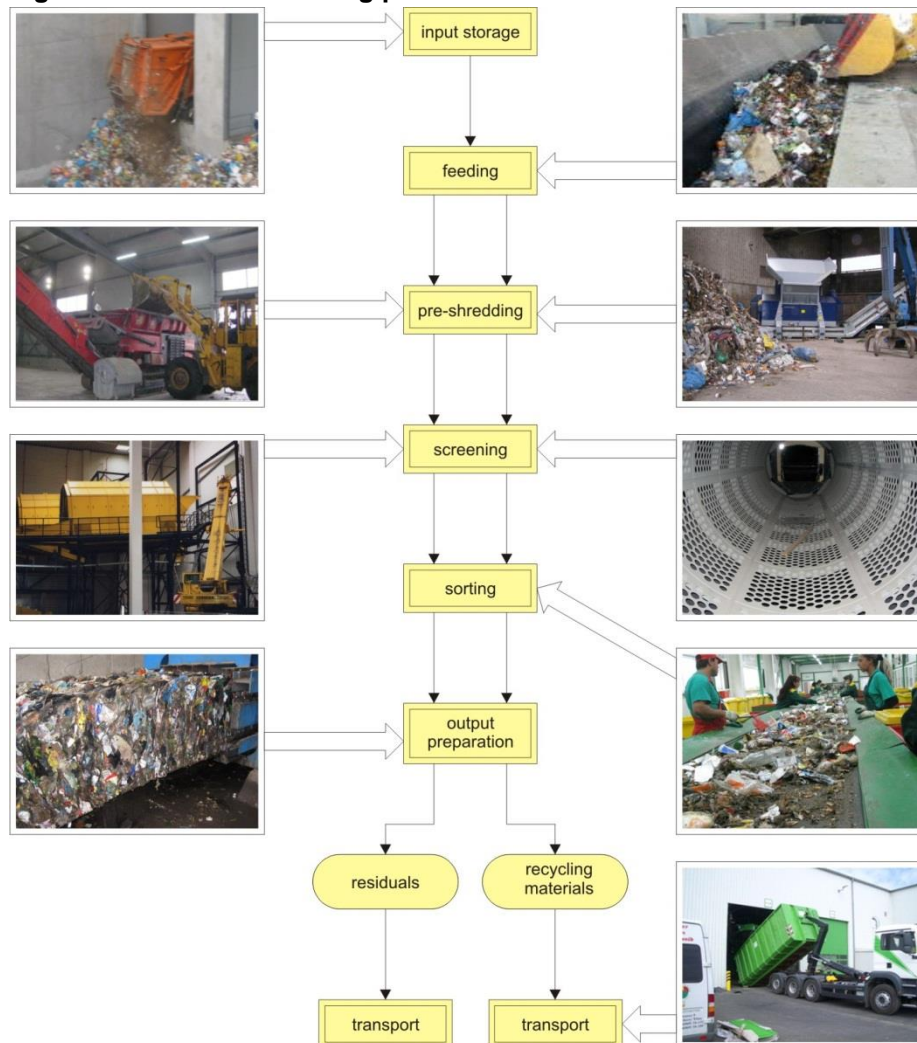 input storage
feeding
pre-shredding
screening
sorting
output
preparation
residuals
recycling
materials
transport
transport